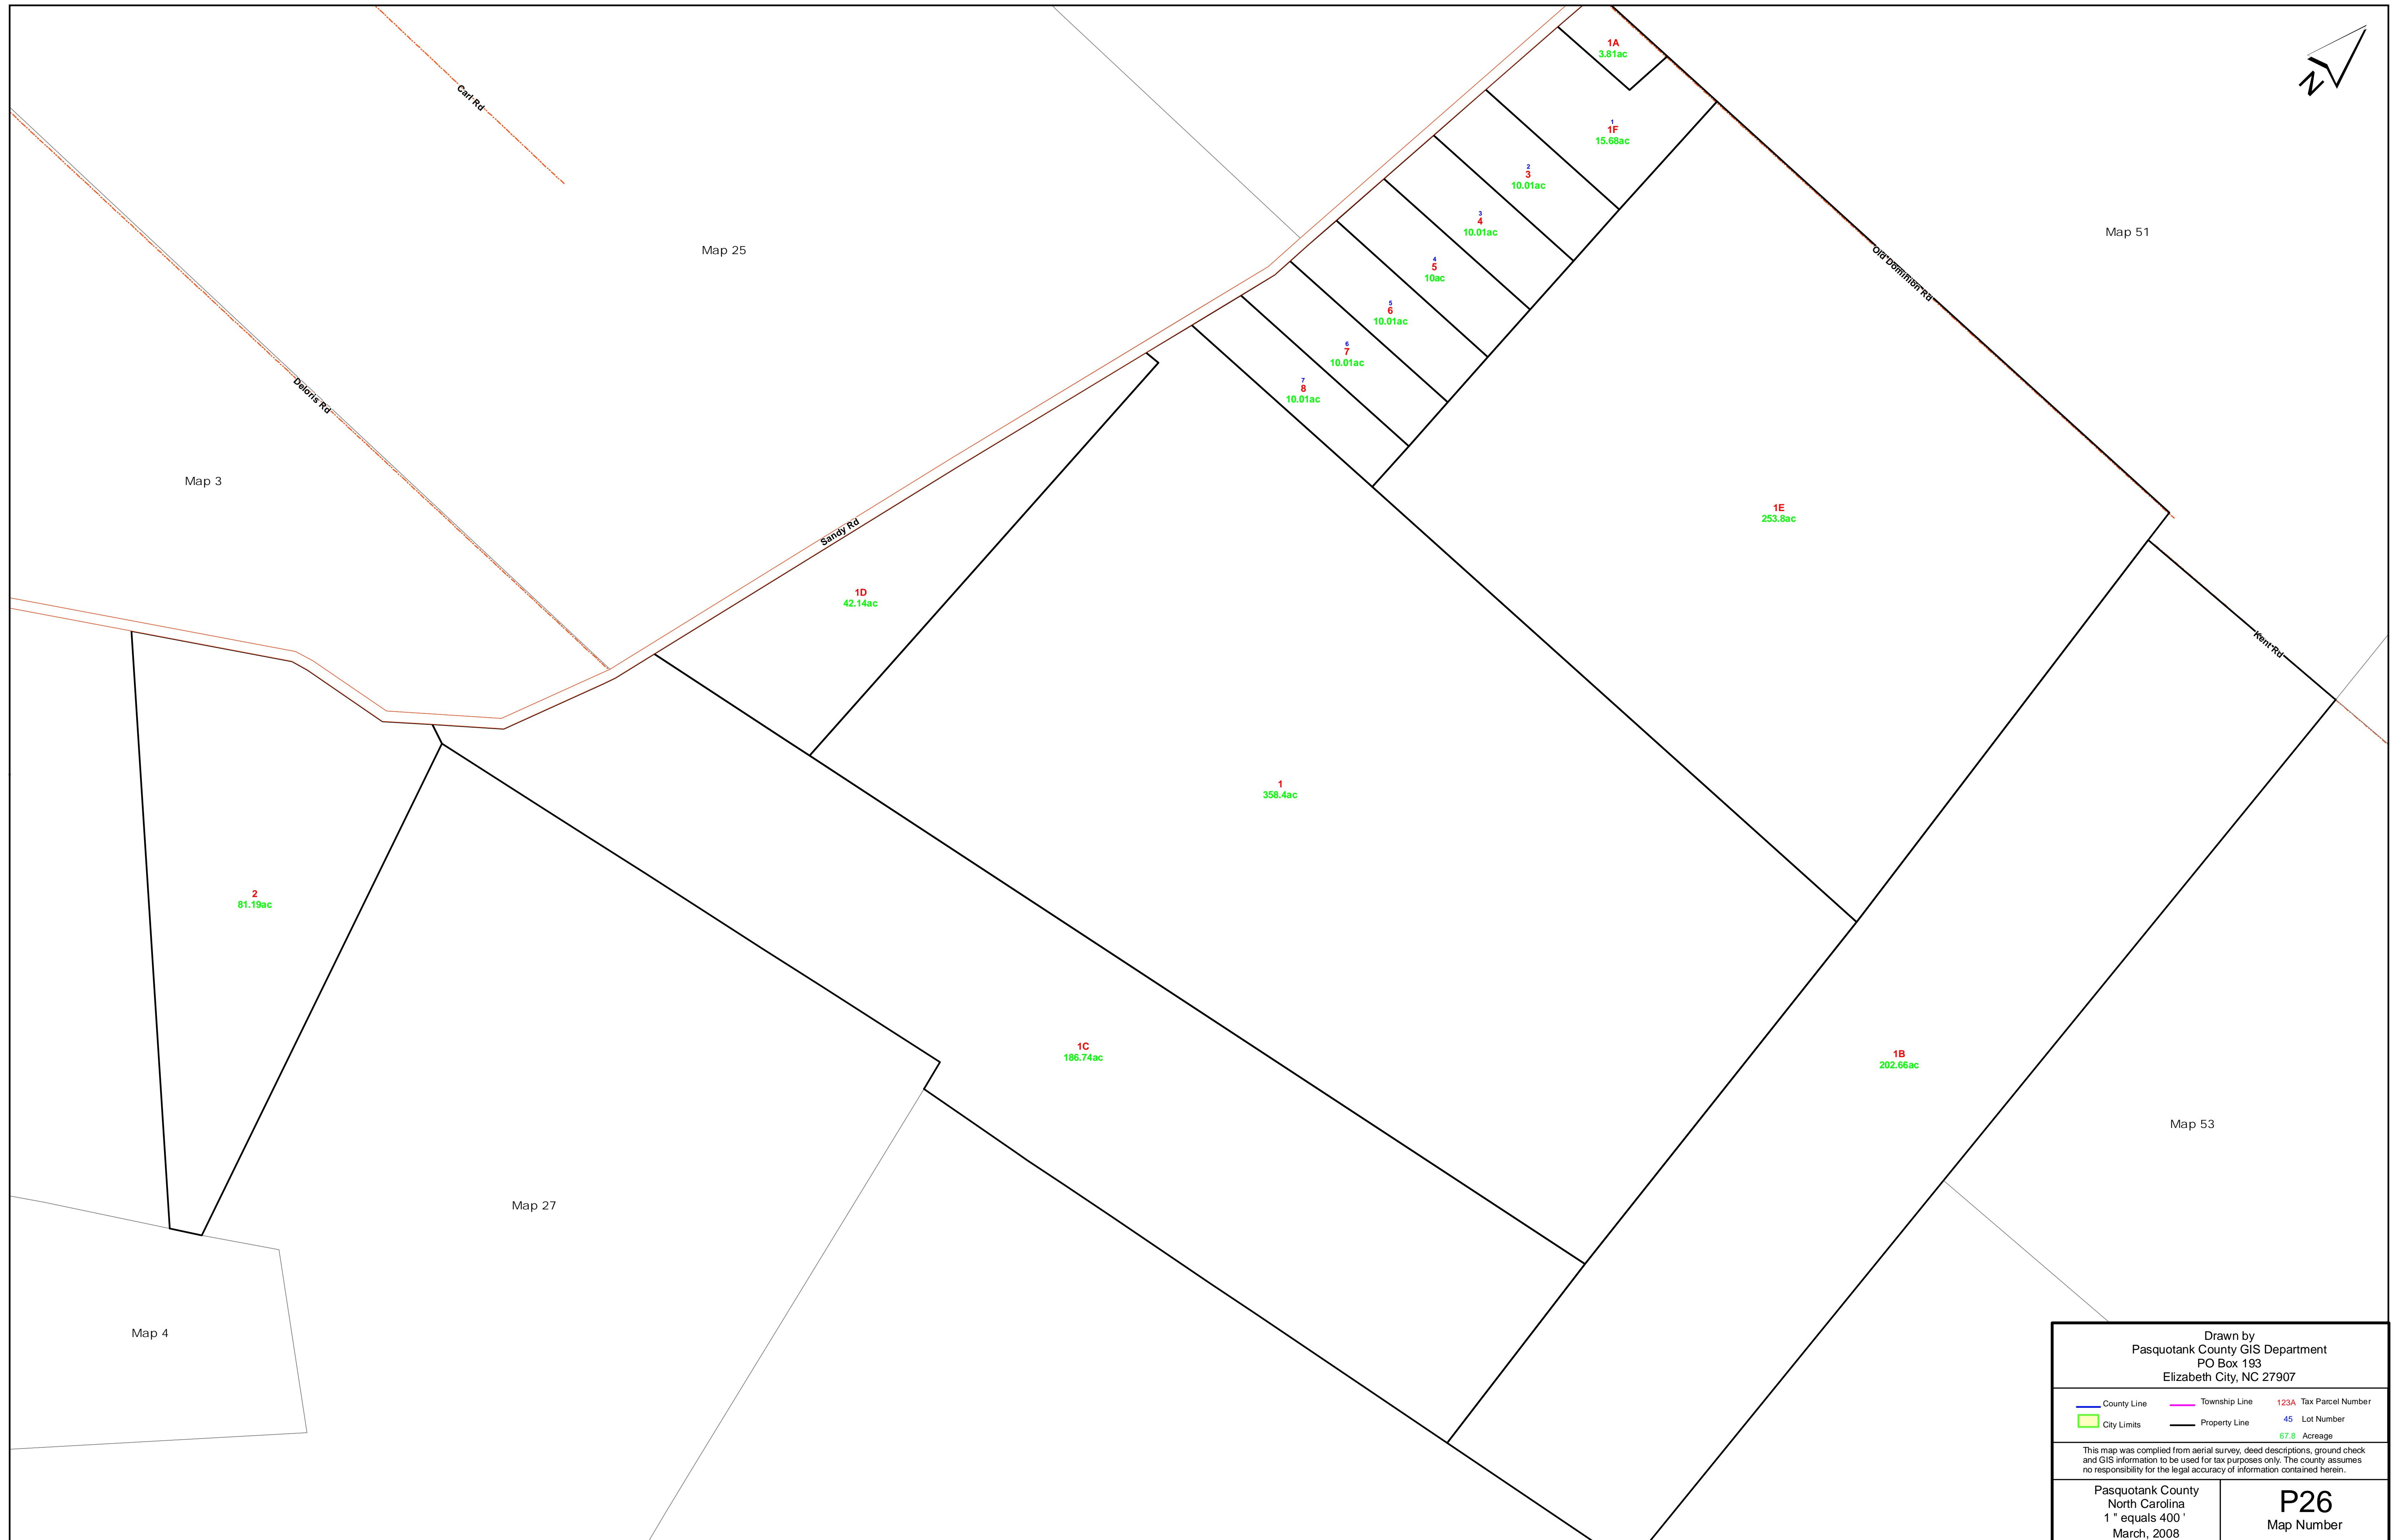 1A
3.81ac
N
Carl Rd
1
1F
15.68ac
2
3
10.01ac
3
4
10.01ac
Map 51
Map 25
Old Dominion Rd
4
5
10ac
5
6
10.01ac
6
7
10.01ac
7
8
10.01ac
Deloris Rd
Map 3
Sandy Rd
1E
253.8ac
1D
42.14ac
Kent Rd
1
358.4ac
2
81.19ac
1C
186.74ac
1B
202.66ac
Map 53
Map 27
Map 4
Drawn by
Pasquotank County GIS Department
PO Box 193
Elizabeth City, NC 27907
County Line
Township Line
123A Tax Parcel Number
City Limits
Property Line
45 Lot Number
67.8 Acreage
This map was complied from aerial survey, deed descriptions, ground check
and GIS information to be used for tax purposes only. The county assumes
no responsibility for the legal accuracy of information contained herein.
Pasquotank County
North Carolina
1 " equals 400 '
March, 2008
P26
Map Number